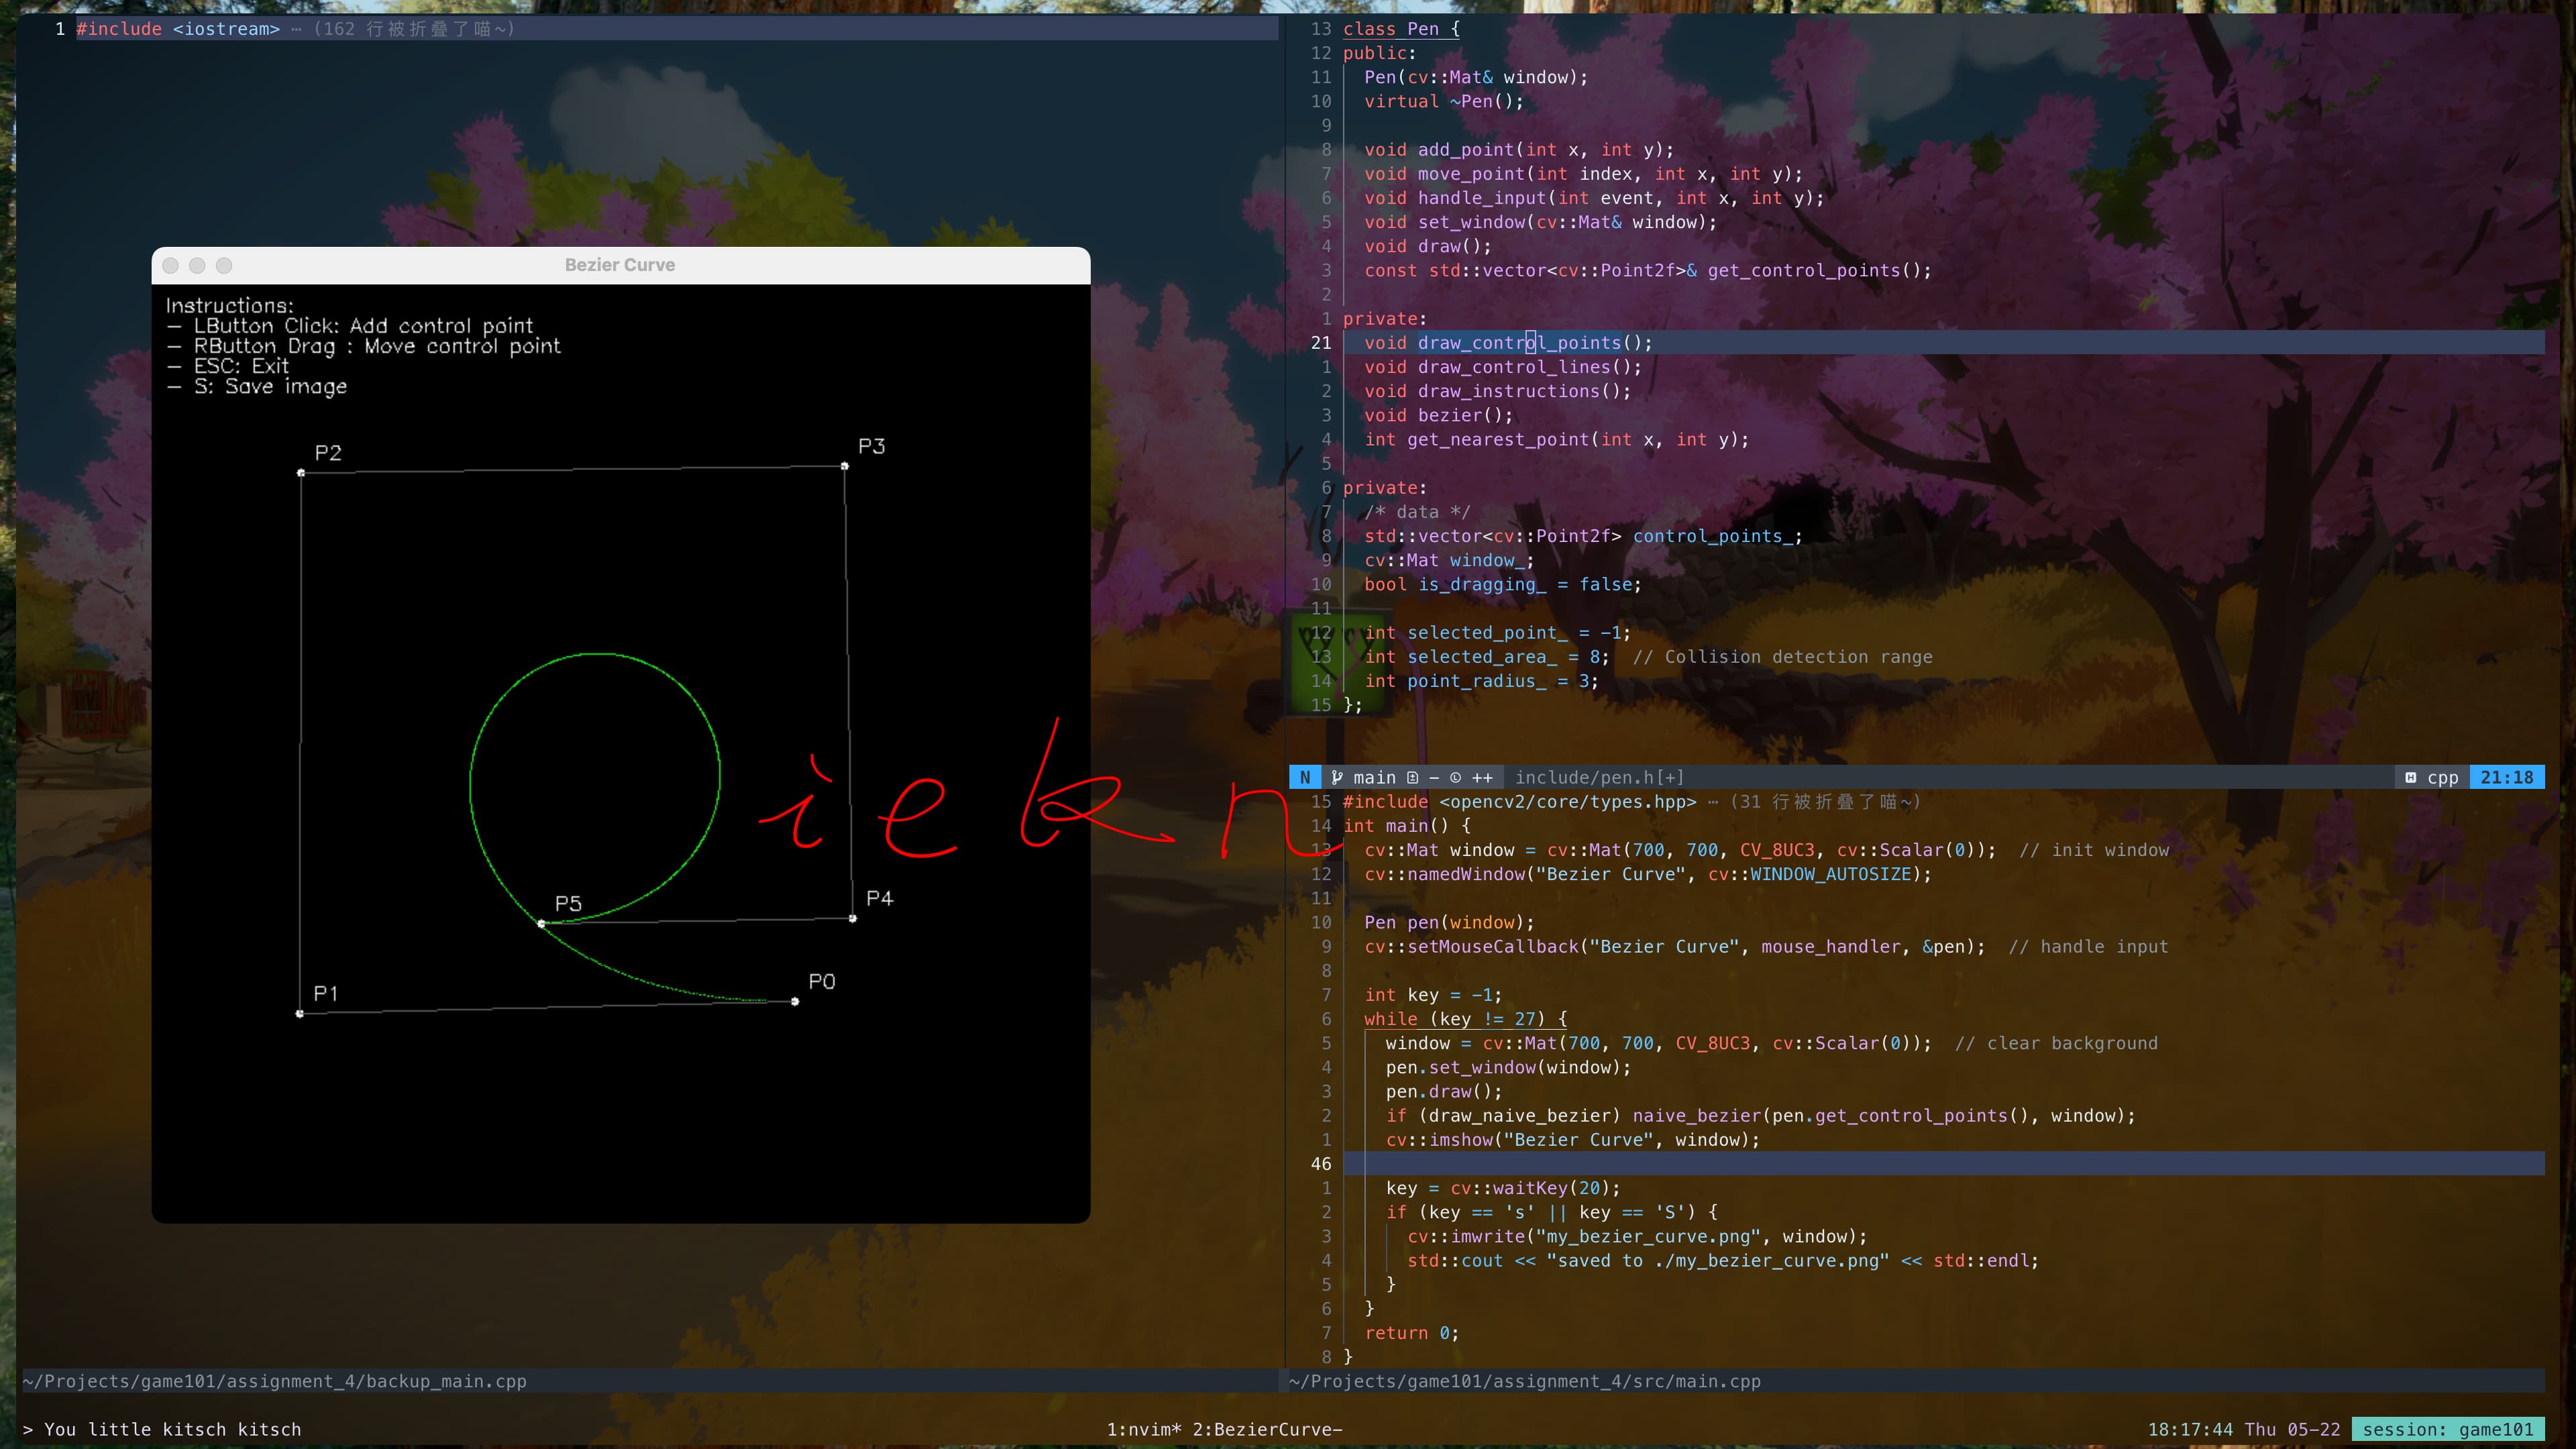 1 #include <iostream> ⋯ (162 行被折叠了喵~)
Bezier Curve
Instructions:
- LButton Click: Add control point
- RButton Drag : Move control point
- ESC: Exit
- S: Save image
P2
P3
P5
P4
P0
P1
i e k n
~/Projects/game101/assignment_4/backup_main.cpp
13 class Pen {
12 public:
11 Pen(cv::Mat& window);
10 virtual ~Pen();
9
8 void add_point(int x, int y);
7 void move_point(int index, int x, int y);
6 void handle_input(int event, int x, int y);
5 void set_window(cv::Mat& window);
4 void draw();
3 const std::vector<cv::Point2f>& get_control_points();
2
1 private:
21 void draw_control_points();
1 void draw_control_lines();
2 void draw_instructions();
3 void bezier();
4 int get_nearest_point(int x, int y);
5
6 private:
7 /* data */
8 std::vector<cv::Point2f> control_points_;
9 cv::Mat window_;
10 bool is_dragging_ = false;
11
12 int selected_point_ = -1;
13 int selected_area_ = 8; // Collision detection range
14 int point_radius_ = 3;
15 };
N main - ++ include/pen.h[+] cpp 21:18
15 #include <opencv2/core/types.hpp> ⋯ (31 行被折叠了喵~)
14 int main() {
13 cv::Mat window = cv::Mat(700, 700, CV_8UC3, cv::Scalar(0)); // init window
12 cv::namedWindow("Bezier Curve", cv::WINDOW_AUTOSIZE);
11
10 Pen pen(window);
9 cv::setMouseCallback("Bezier Curve", mouse_handler, &pen); // handle input
8
7 int key = -1;
6 while (key != 27) {
5 window = cv::Mat(700, 700, CV_8UC3, cv::Scalar(0)); // clear background
4 pen.set_window(window);
3 pen.draw();
2 if (draw_naive_bezier) naive_bezier(pen.get_control_points(), window);
1 cv::imshow("Bezier Curve", window);
46
1 key = cv::waitKey(20);
2 if (key == 's' || key == 'S') {
3 cv::imwrite("my_bezier_curve.png", window);
4 std::cout << "saved to ./my_bezier_curve.png" << std::endl;
5 }
6 }
7 return 0;
8 }
~/Projects/game101/assignment_4/src/main.cpp
> You little kitsch kitsch 1:nvim* 2:BezierCurve- 18:17:44 Thu 05-22 session: game101